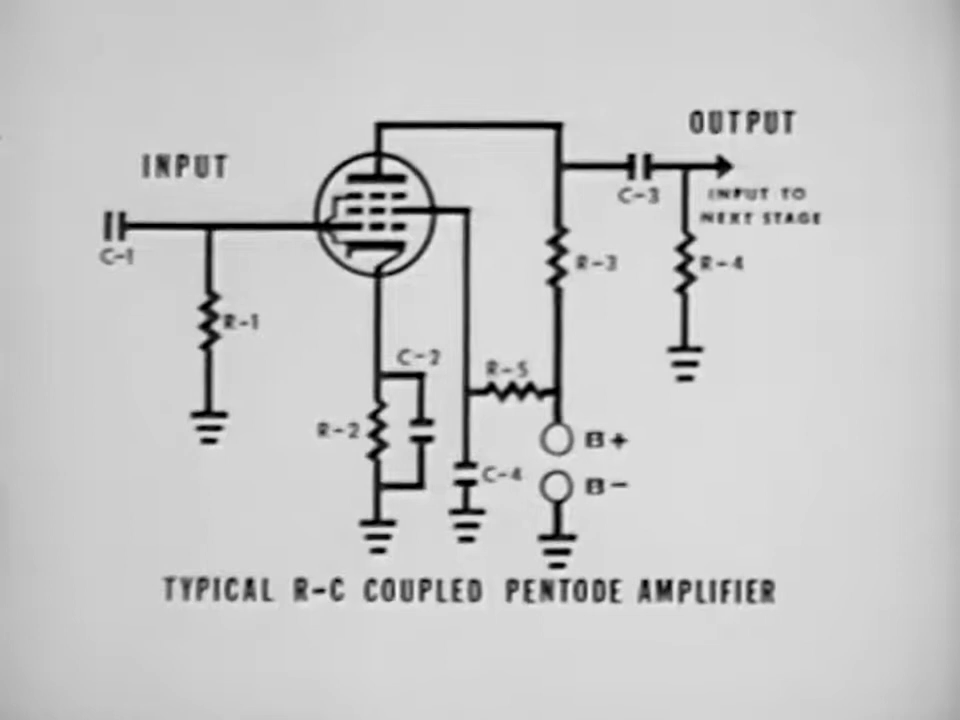 OUTPUT
INPUT
C-3
INPUT TO
NEXT STAGE
C-1
R-3
R-4
R-1
C-2
R-5
R-2
B+
C-4
B-
TYPICAL R-C COUPLED PENTODE AMPLIFIER